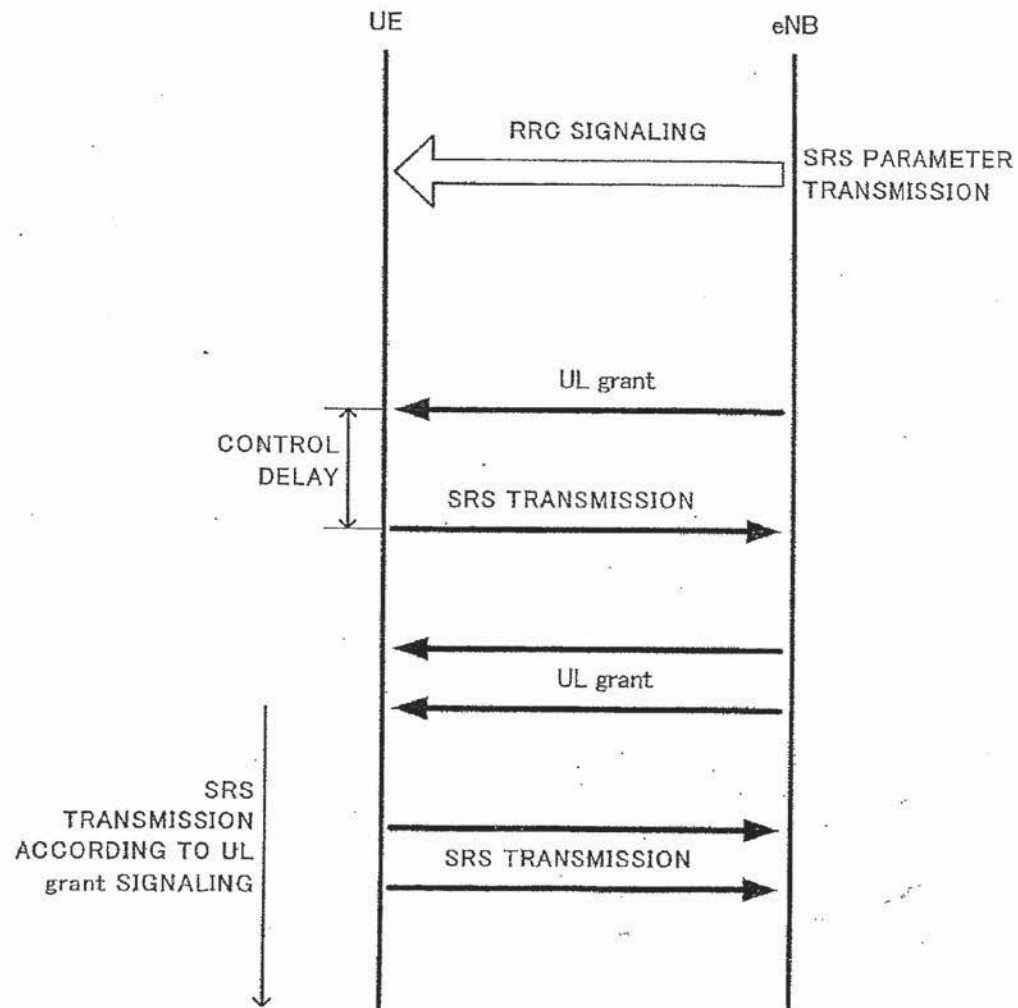 UE
eNB
RRC SIGNALING
SRS PARAMETER
TRANSMISSION
UL grant
CONTROL
DELAY
SRS TRANSMISSION
UL grant
SRS
TRANSMISSION
ACCORDING TO UL
grant SIGNALING
SRS TRANSMISSION